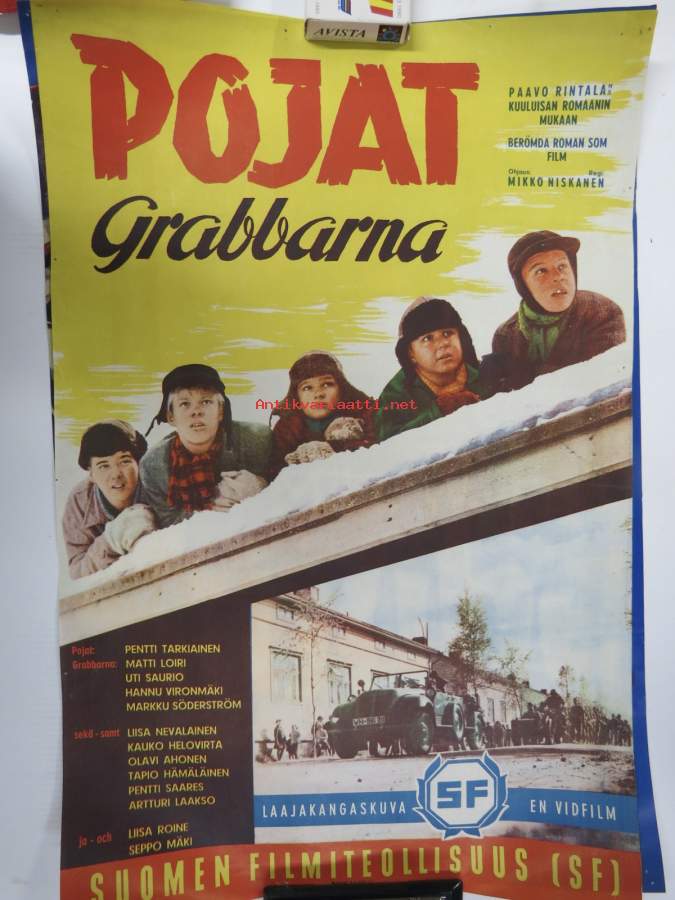 AVISTA
POJAT
Grabbarna
PAAVO RINTALAN
KUULUISAN ROMAANIN
MUKAAN
BERÖMDA ROMAN SOM
FILM
Ohjaus: Regi:
MIKKO NISKANEN
Antikvariaatti.net
Pojat: PENTTI TARKIAINEN
Grabbarna: MATTI LOIRI
UTI SAURIO
HANNU VIRONMÄKI
MARKKU SÖDERSTRÖM
sekä - samt LIISA NEVALAINEN
KAUKO HELOVIRTA
OLAVI AHONEN
TAPIO HÄMÄLÄINEN
PENTTI SAARES
ARTTURI LAAKSO
ja - och LIISA ROINE
SEPPO MÄKI
LAAJAKANGASKUVA SF EN VIDFILM
SUOMEN FILMITEOLLISUUS (SF)